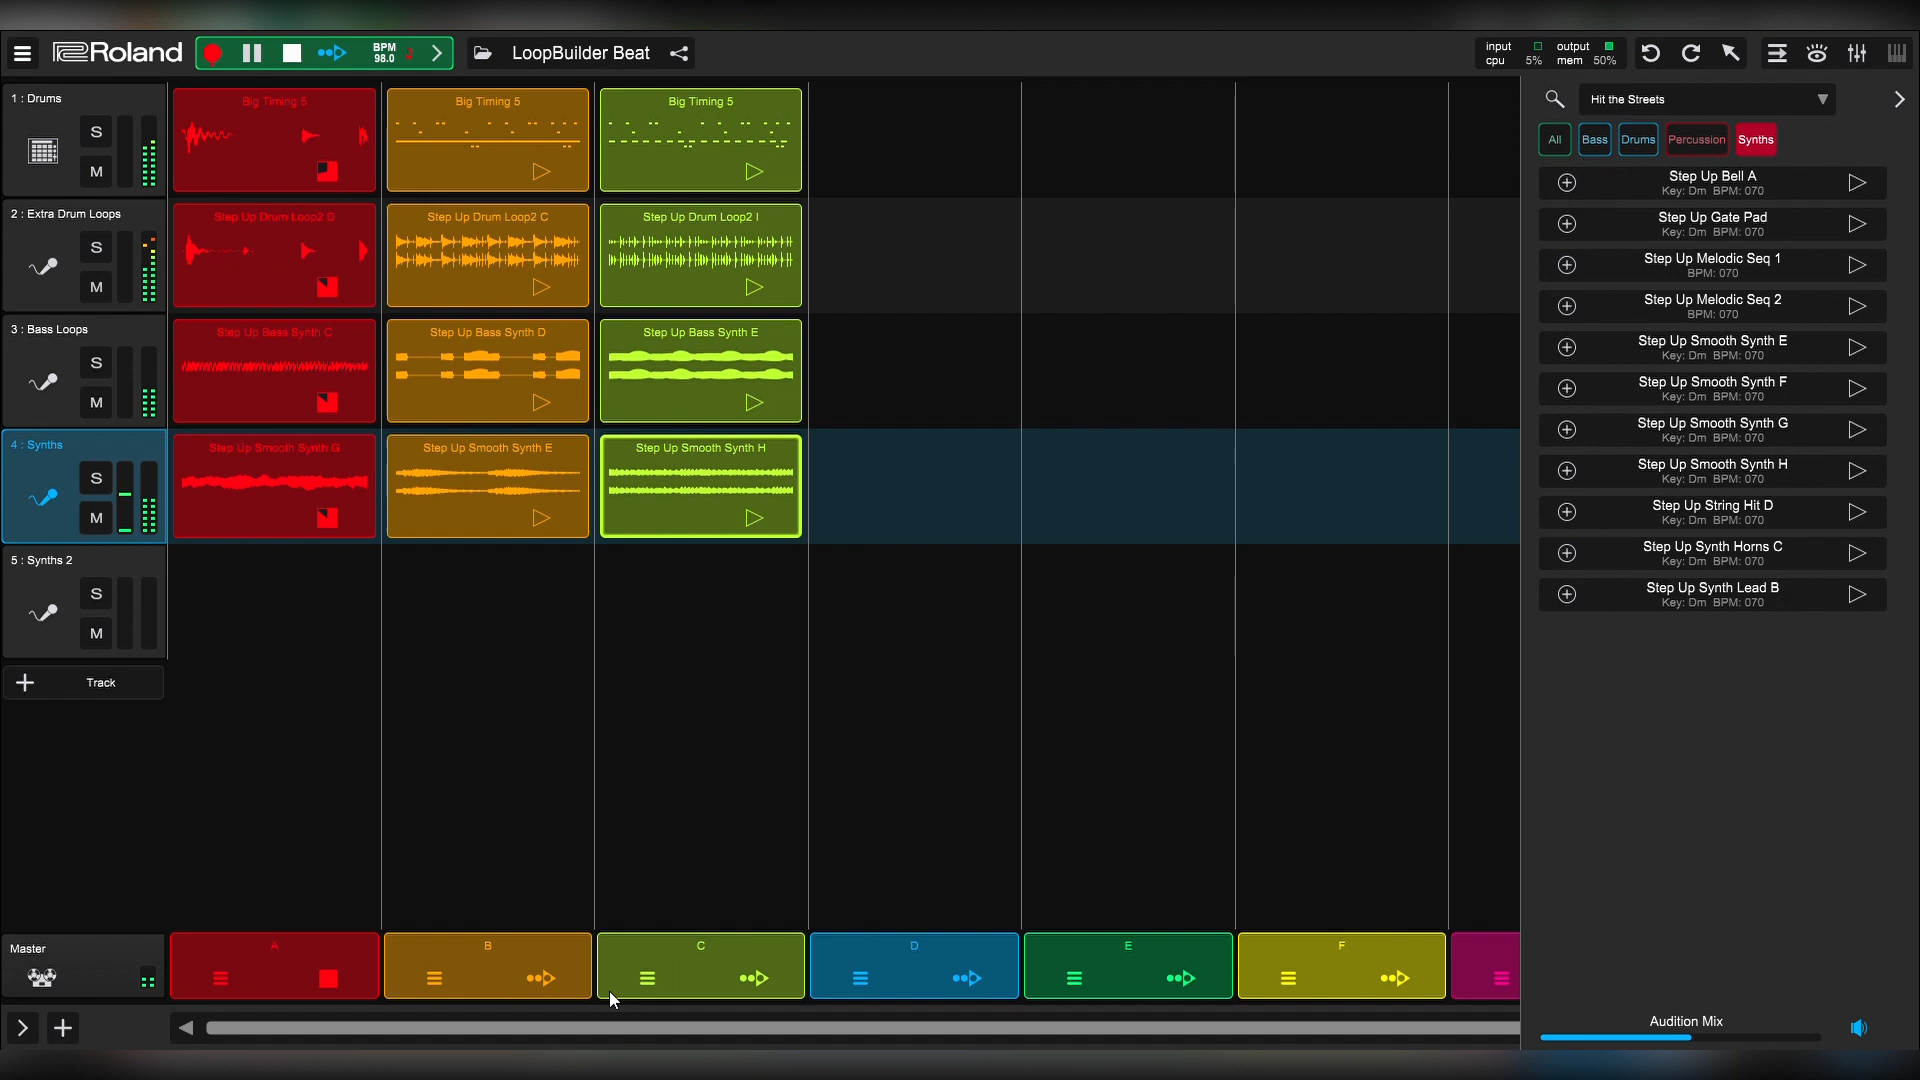 Roland
BPM
98.0
LoopBuilder Beat
input
cpu 5%
output
mem 50%
1 : Drums
S
M
Big Timing 5
Big Timing 5
Big Timing 5
2 : Extra Drum Loops
S
M
Step Up Drum Loop2 D
Step Up Drum Loop2 C
Step Up Drum Loop2 I
3 : Bass Loops
S
M
Step Up Bass Synth C
Step Up Bass Synth D
Step Up Bass Synth E
4 : Synths
S
M
Step Up Smooth Synth G
Step Up Smooth Synth E
Step Up Smooth Synth H
5 : Synths 2
S
M
Track
Master
A
B
C
D
E
F
Hit the Streets
All
Bass
Drums
Percussion
Synths
Step Up Bell A
Key: Dm BPM: 070
Step Up Gate Pad
Key: Dm BPM: 070
Step Up Melodic Seq 1
BPM: 070
Step Up Melodic Seq 2
BPM: 070
Step Up Smooth Synth E
Key: Dm BPM: 070
Step Up Smooth Synth F
Key: Dm BPM: 070
Step Up Smooth Synth G
Key: Dm BPM: 070
Step Up Smooth Synth H
Key: Dm BPM: 070
Step Up String Hit D
Key: Dm BPM: 070
Step Up Synth Horns C
Key: Dm BPM: 070
Step Up Synth Lead B
Key: Dm BPM: 070
Audition Mix